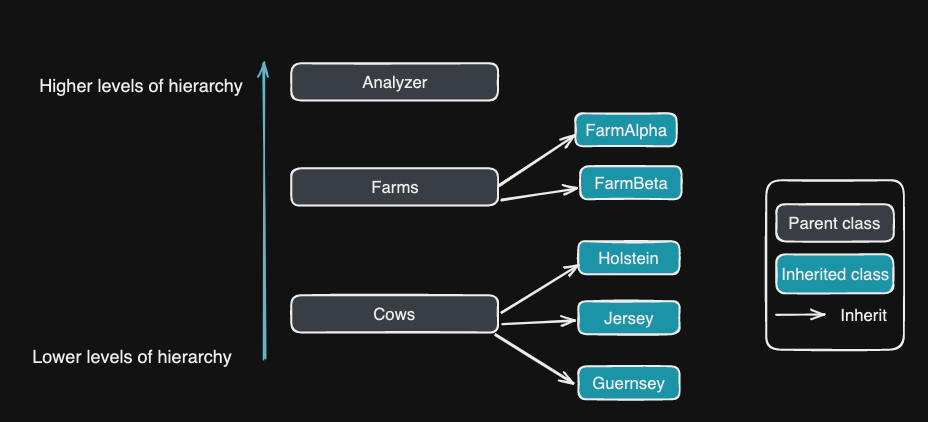 Higher levels of hierarchy
Analyzer
FarmAlpha
Farms
FarmBeta
Parent class
Holstein
Inherited class
Cows
Jersey
Inherit
Lower levels of hierarchy
Guernsey